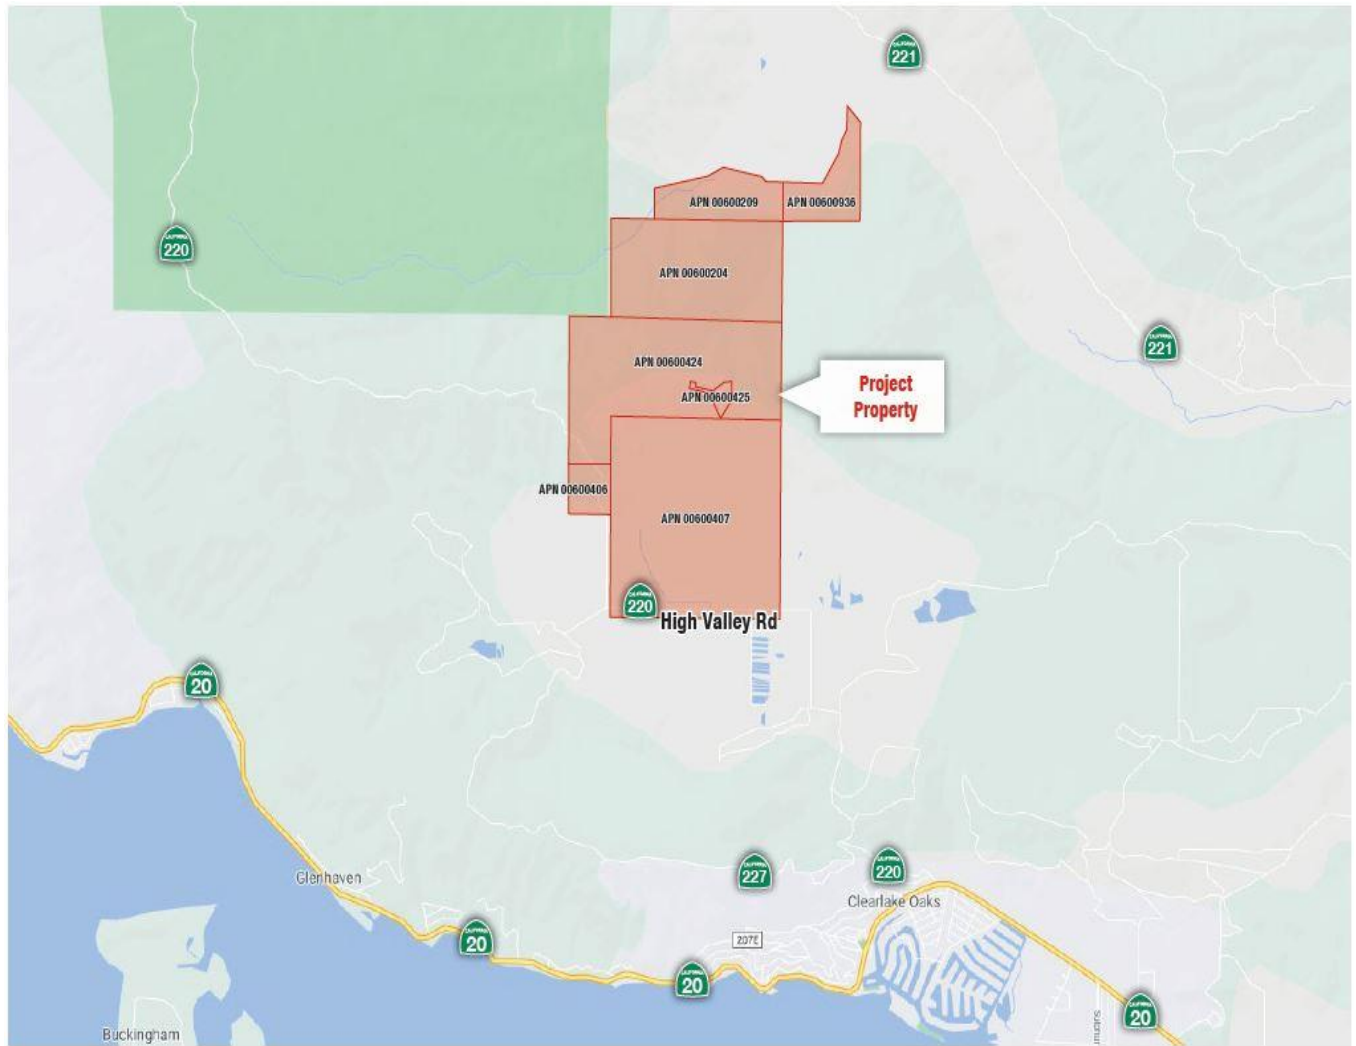 221
APN 00600209
APN 00600936
220
APN 00600204
221
APN 00600424
Project
Property
APN 00600425
APN 00600406
APN 00600407
220
High Valley Rd
20
227
220
Glenhaven
Clearlake Oaks
20
207E
20
20
Buckingham